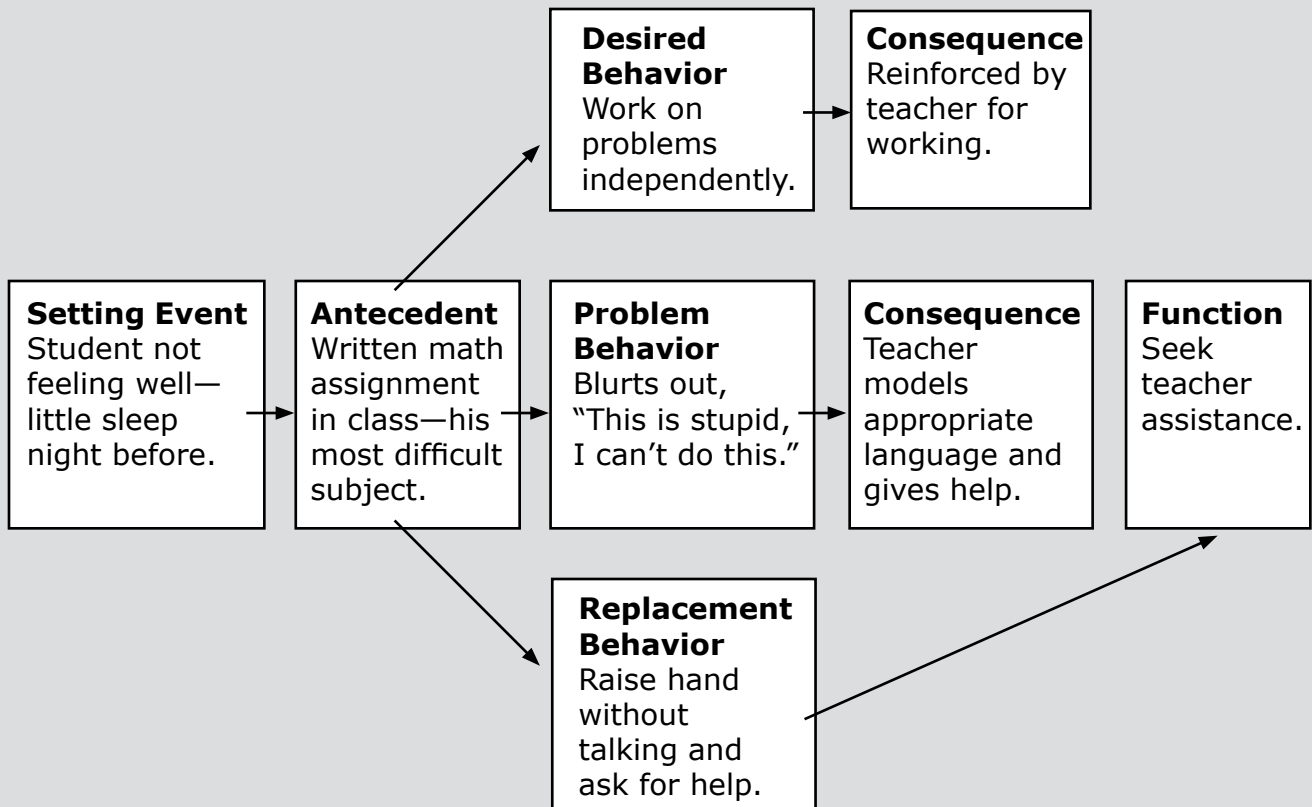 Desired
Behavior
Work on
problems
independently.
Consequence
Reinforced by
teacher for
working.
Setting Event
Student not
feeling well—
little sleep
night before.
Antecedent
Written math
assignment
in class—his
most difficult
subject.
Problem
Behavior
Blurts out,
“This is stupid,
I can’t do this.”
Consequence
Teacher
models
appropriate
language and
gives help.
Function
Seek
teacher
assistance.
Replacement
Behavior
Raise hand
without
talking and
ask for help.